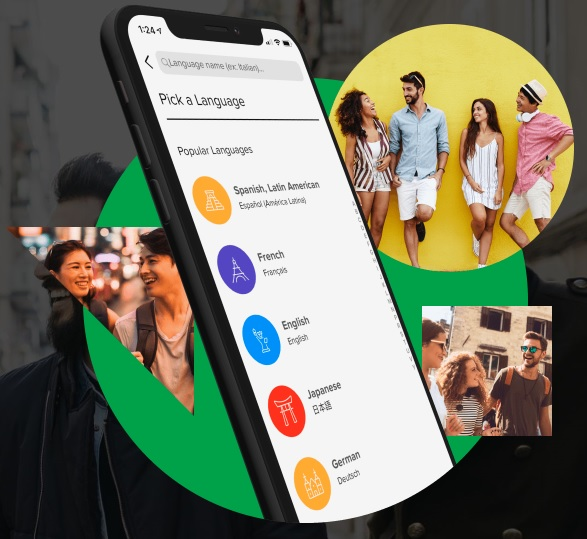 1:24
Language name (ex: Italian)...
Pick a Language
Popular Languages
Spanish, Latin American
Español (América Latina)
French
Français
English
English
Japanese
日本語
German
Deutsch